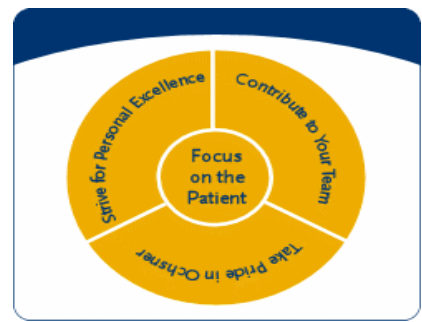 Strive for Personal Excellence
Contribute to Your Team
Focus
on the
Patient
Take Pride in Ochsner